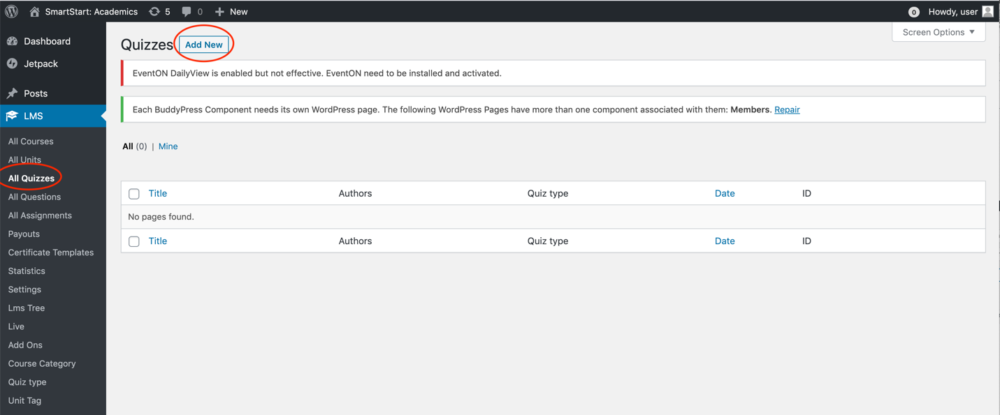 SmartStart: Academics 5 0 New 0 Howdy, user
Dashboard
Jetpack
Posts
LMS
All Courses
All Units
All Quizzes
All Questions
All Assignments
Payouts
Certificate Templates
Statistics
Settings
Lms Tree
Live
Add Ons
Course Category
Quiz type
Unit Tag
Screen Options ▼
Quizzes Add New
EventON DailyView is enabled but not effective. EventON need to be installed and activated.
Each BuddyPress Component needs its own WordPress page. The following WordPress Pages have more than one component associated with them: Members. Repair
All (0) | Mine
Title Authors Quiz type Date ID
No pages found.
Title Authors Quiz type Date ID